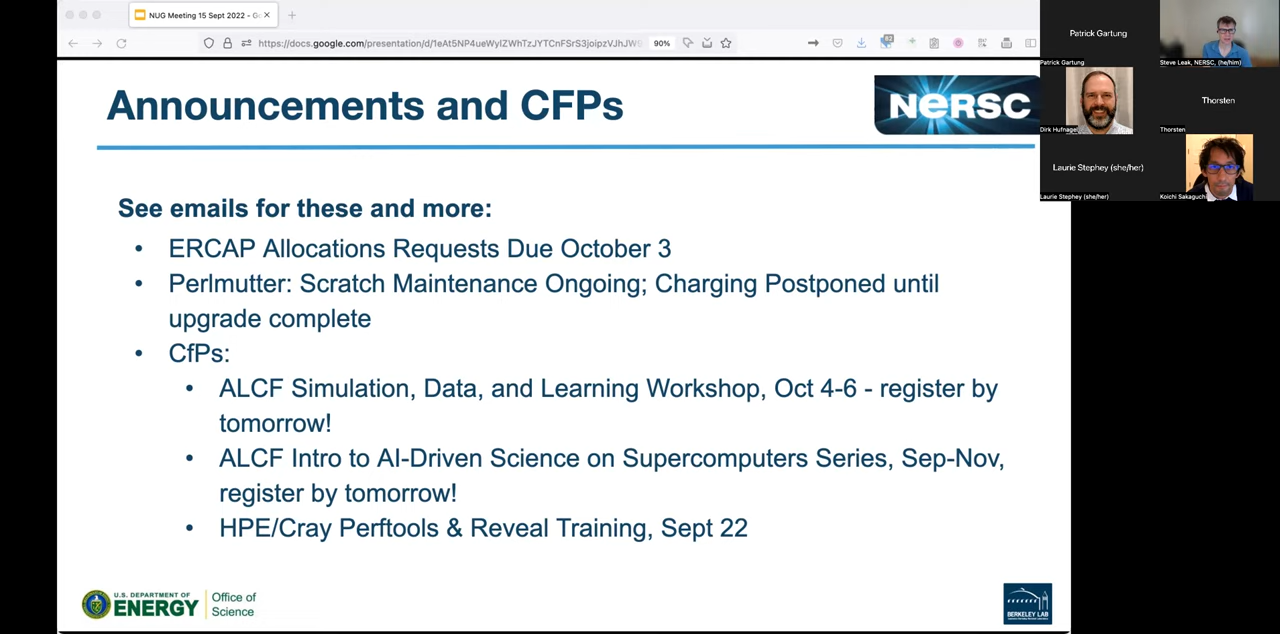 NUG Meeting 15 Sept 2022 - Go
https://docs.google.com/presentation/d/1eAt5NP4ueWyIZWhTzJYTCnFSrS3joipzVJhJW
90%
Patrick Gartung
Patrick Gartung
Steve Leak, NERSC, (he/him)
Dirk Hufnagel
Thorsten
Thorsten
Laurie Stephey (she/her)
Laurie Stephey (she/her)
Koichi Sakaguchi
Announcements and CFPs
NERSC
See emails for these and more:
• ERCAP Allocations Requests Due October 3
• Perlmutter: Scratch Maintenance Ongoing; Charging Postponed until
upgrade complete
• CfPs:
• ALCF Simulation, Data, and Learning Workshop, Oct 4-6 - register by
tomorrow!
• ALCF Intro to AI-Driven Science on Supercomputers Series, Sep-Nov,
register by tomorrow!
• HPE/Cray Perftools & Reveal Training, Sept 22
U.S. DEPARTMENT OF
ENERGY
Office of
Science
BERKELEY LAB